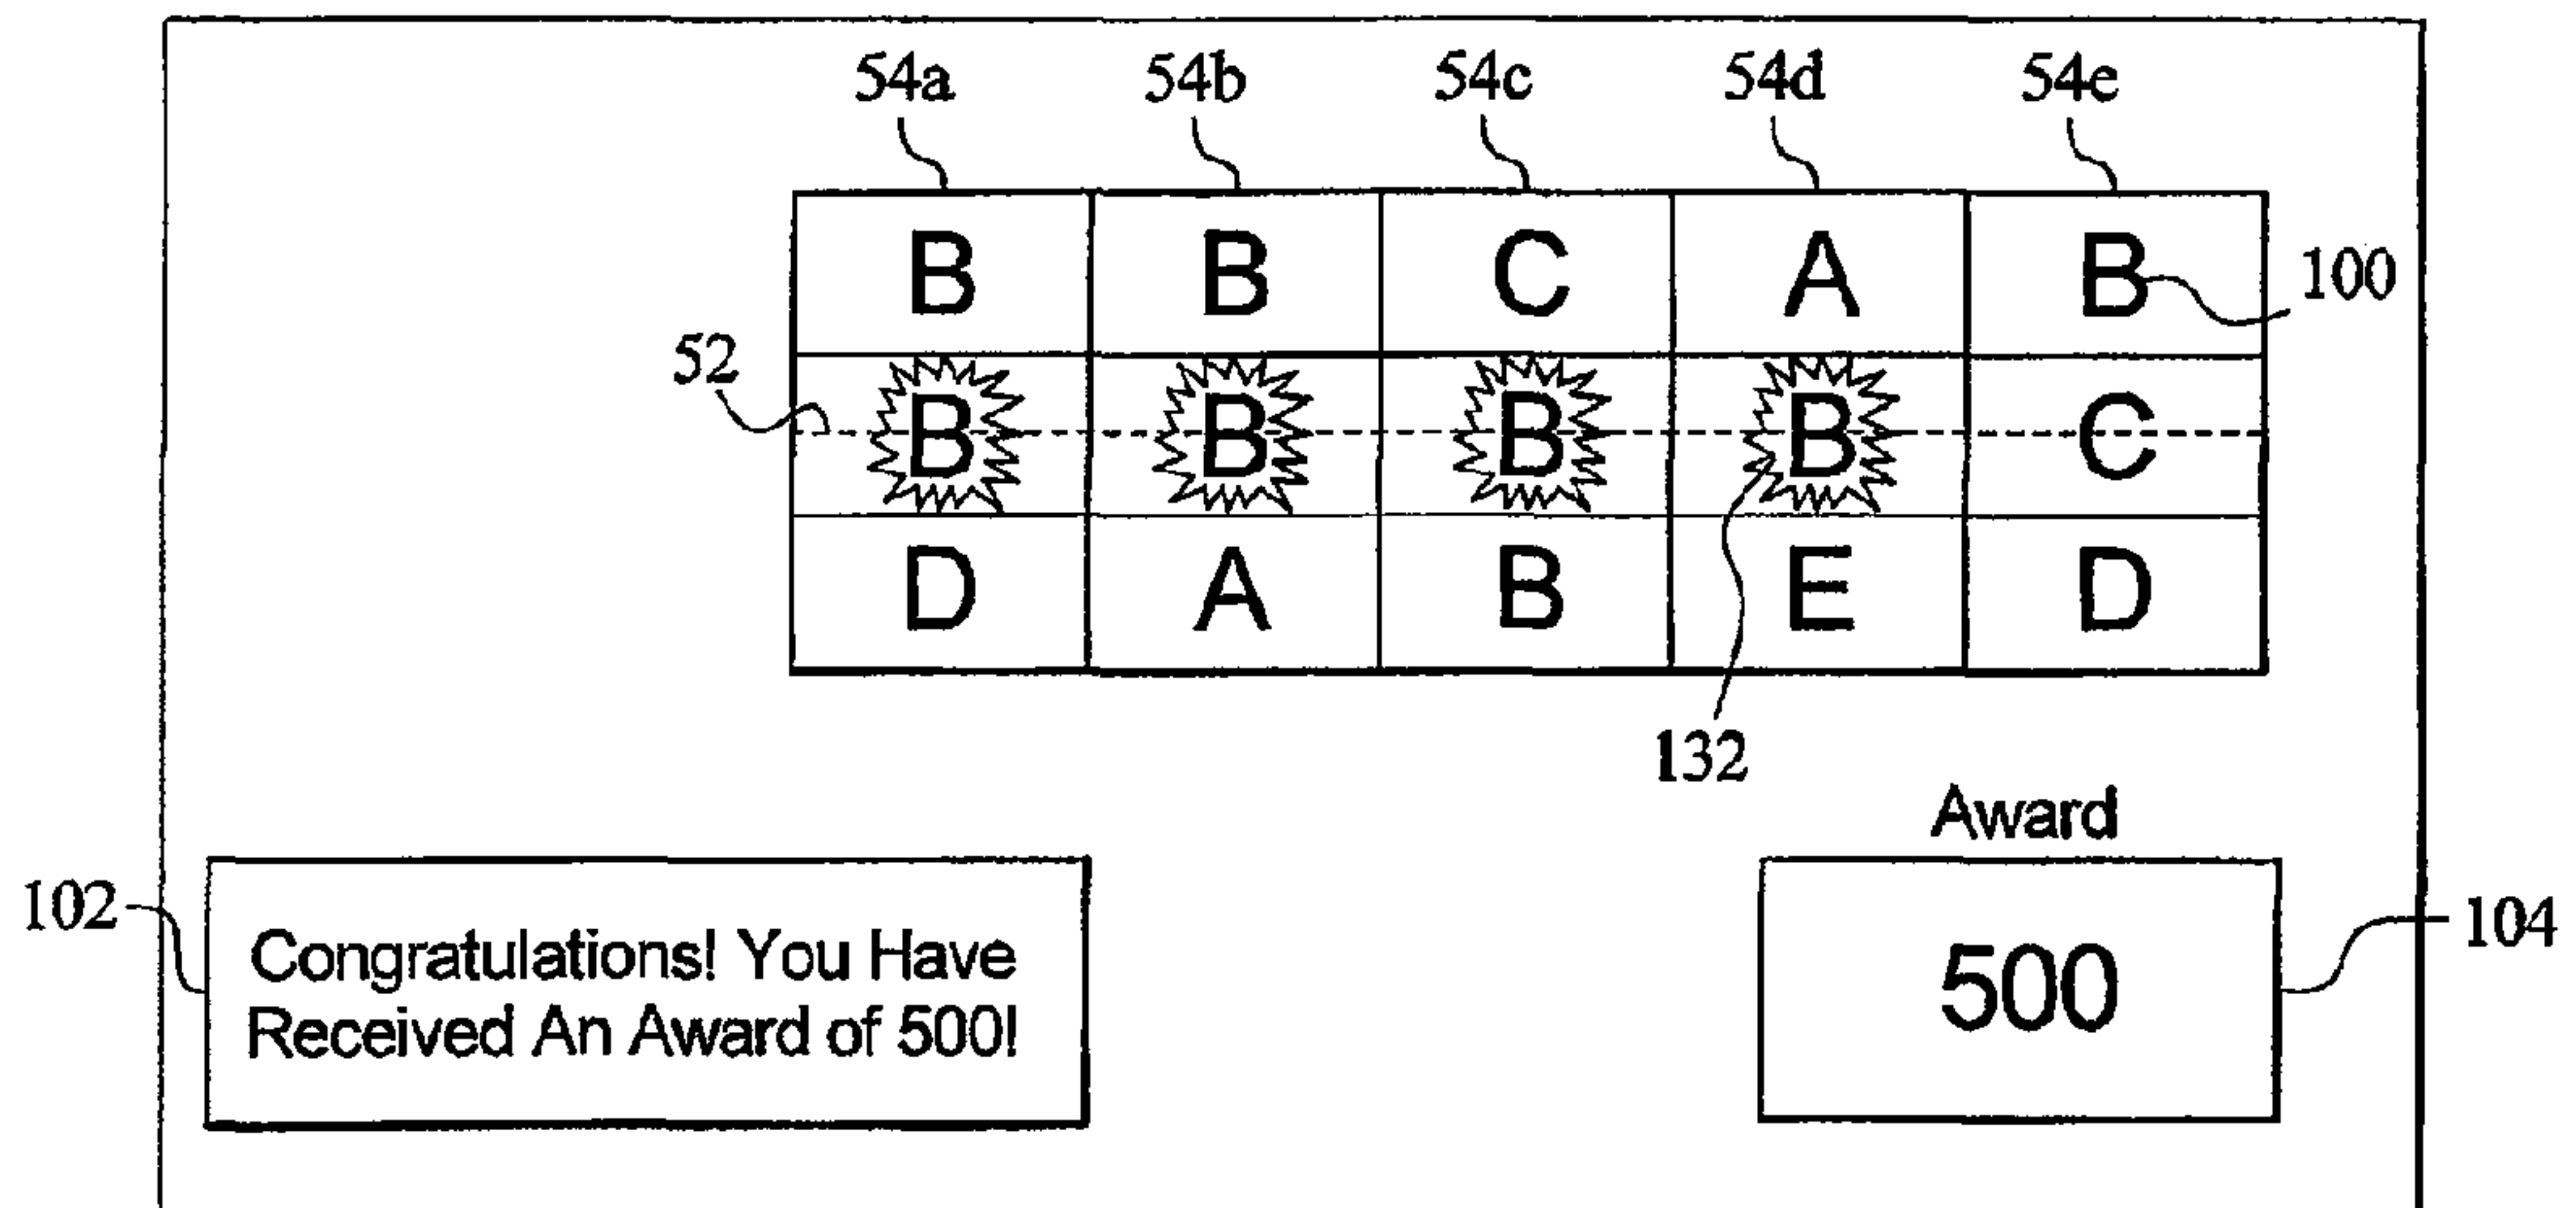 54a 54b 54c 54d 54e
B B C A B 100
52
B B B B C
D A B E D
132
Award
102
Congratulations! You Have
Received An Award of 500!
500
104